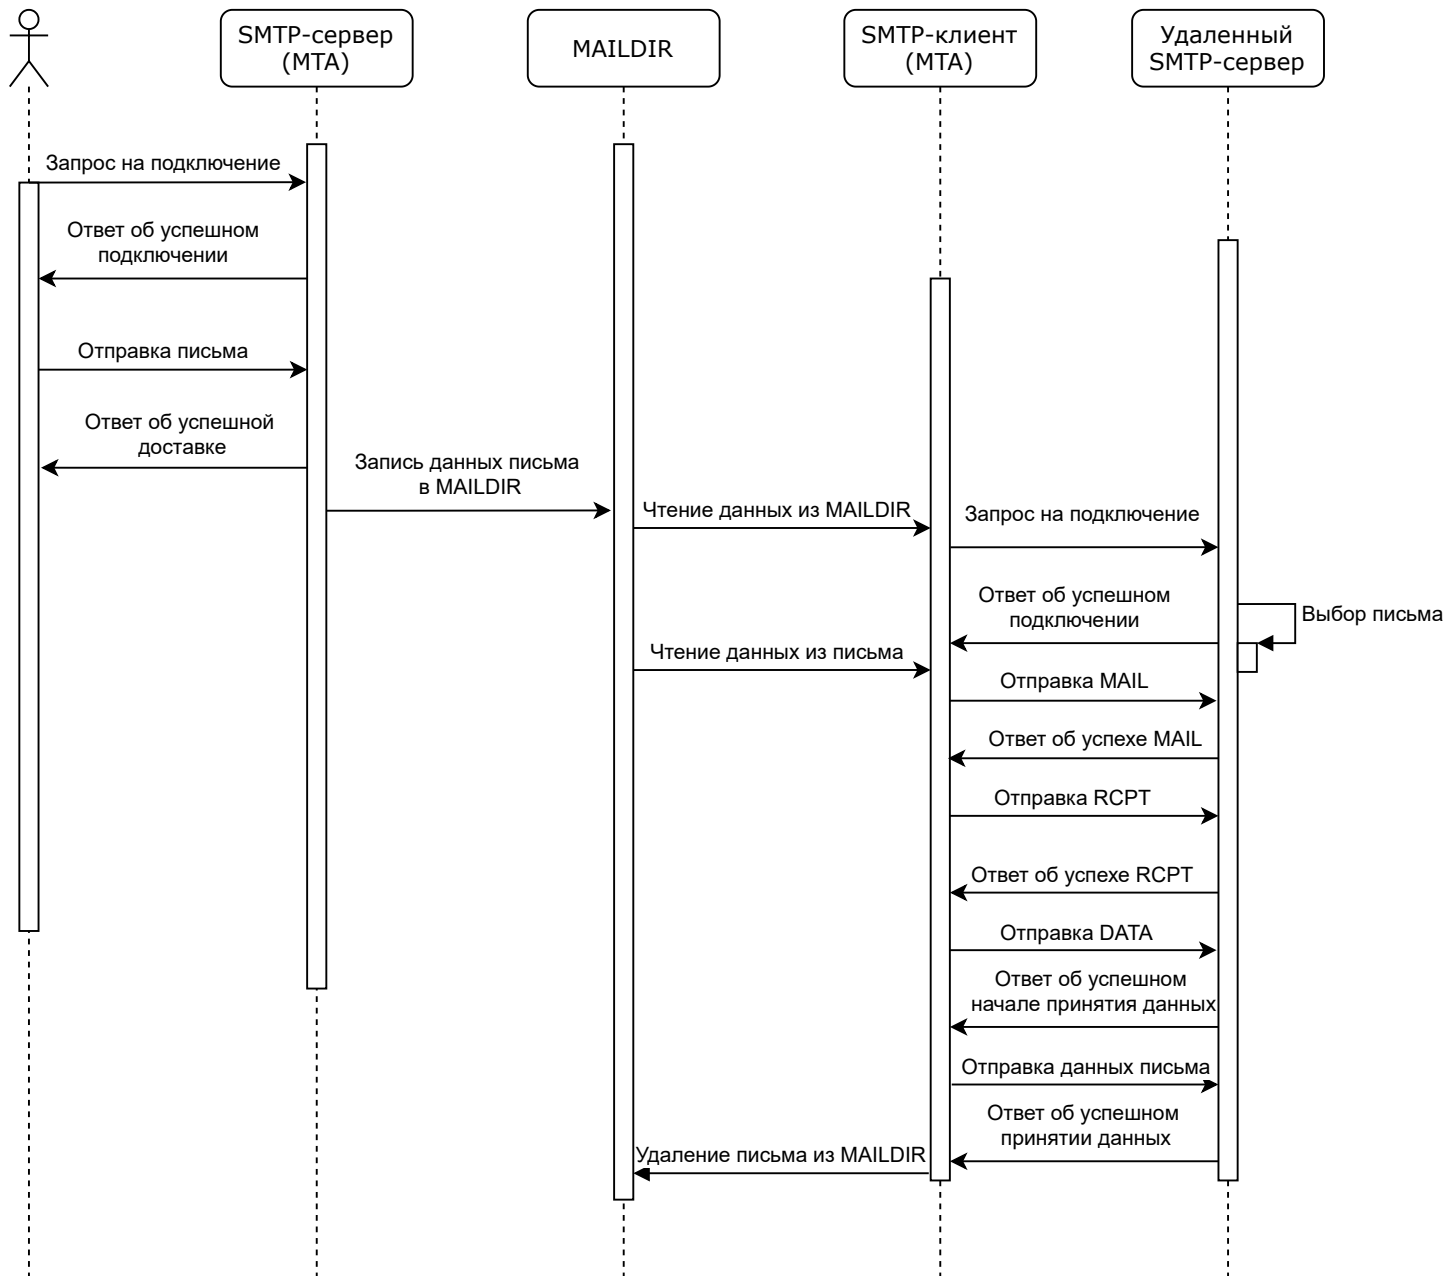 SMTP-сервер
(MTA)
MAILDIR
SMTP-клиент
(MTA)
Удаленный
SMTP-сервер
Запрос на подключение
Ответ об успешном
подключении
Отправка письма
Ответ об успешной
доставке
Запись данных письма
в MAILDIR
Чтение данных из MAILDIR
Запрос на подключение
Ответ об успешном
подключении
Выбор письма
Чтение данных из письма
Отправка MAIL
Ответ об успехе MAIL
Отправка RCPT
Ответ об успехе RCPT
Отправка DATA
Ответ об успешном
начале принятия данных
Отправка данных письма
Ответ об успешном
принятии данных
Удаление письма из MAILDIR